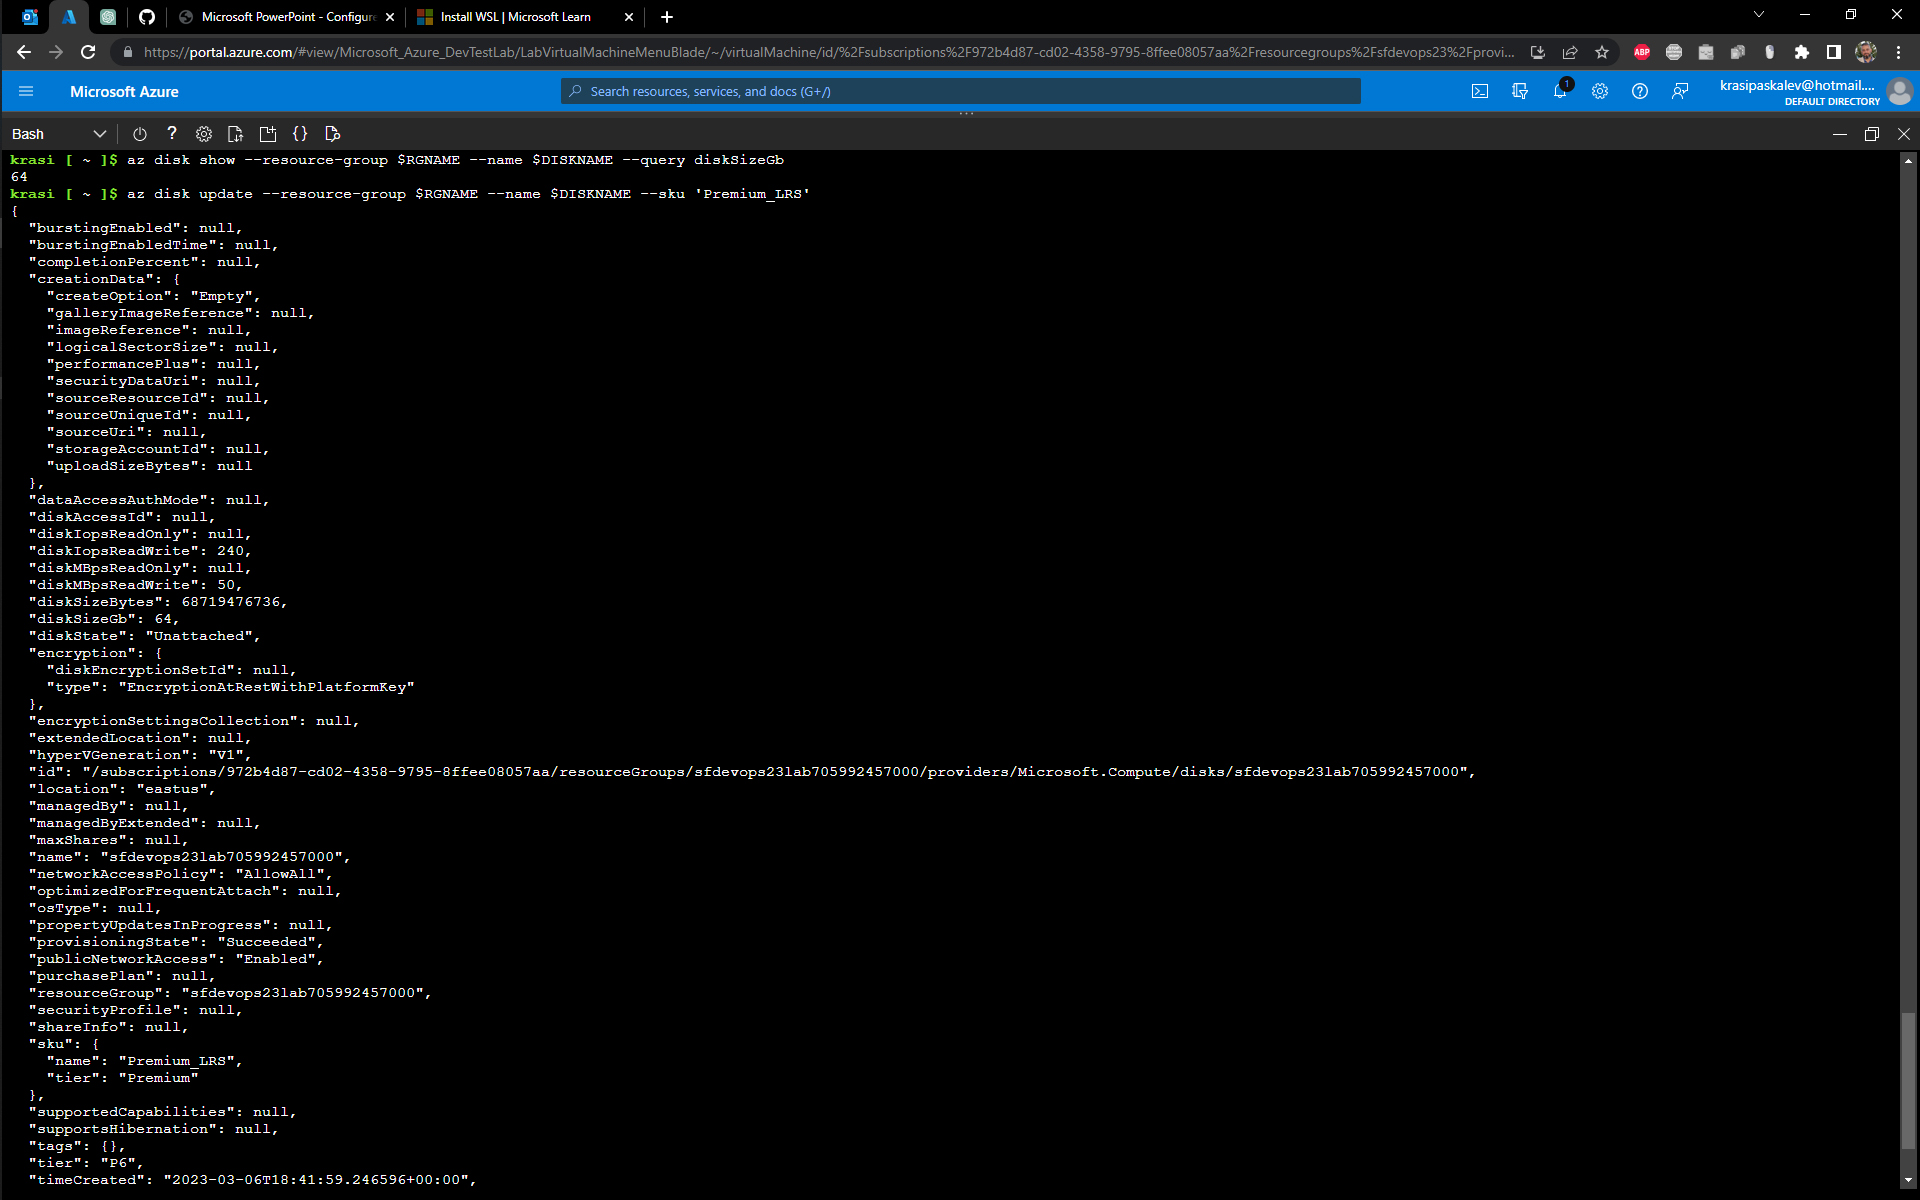 Microsoft PowerPoint - Configure
Install WSL | Microsoft Learn
https://portal.azure.com/#view/Microsoft_Azure_DevTestLab/LabVirtualMachineMenuBlade/~/virtualMachine/id/%2Fsubscriptions%2F972b4d87-cd02-4358-9795-8ffee08057aa%2Fresourcegroups%2Fsfdevops23%2Fprovi...
ABP
Microsoft Azure
Search resources, services, and docs (G+/)
1
krasipaskalev@hotmail....
DEFAULT DIRECTORY
Bash
krasi [ ~ ]$ az disk show --resource-group $RGNAME --name $DISKNAME --query diskSizeGb
64
krasi [ ~ ]$ az disk update --resource-group $RGNAME --name $DISKNAME --sku 'Premium_LRS'
{
"burstingEnabled": null,
"burstingEnabledTime": null,
"completionPercent": null,
"creationData": {
"createOption": "Empty",
"galleryImageReference": null,
"imageReference": null,
"logicalSectorSize": null,
"performancePlus": null,
"securityDataUri": null,
"sourceResourceId": null,
"sourceUniqueId": null,
"sourceUri": null,
"storageAccountId": null,
"uploadSizeBytes": null
},
"dataAccessAuthMode": null,
"diskAccessId": null,
"diskIopsReadOnly": null,
"diskIopsReadWrite": 240,
"diskMBpsReadOnly": null,
"diskMBpsReadWrite": 50,
"diskSizeBytes": 68719476736,
"diskSizeGb": 64,
"diskState": "Unattached",
"encryption": {
"diskEncryptionSetId": null,
"type": "EncryptionAtRestWithPlatformKey"
},
"encryptionSettingsCollection": null,
"extendedLocation": null,
"hyperVGeneration": "V1",
"id": "/subscriptions/972b4d87-cd02-4358-9795-8ffee08057aa/resourceGroups/sfdevops23lab705992457000/providers/Microsoft.Compute/disks/sfdevops23lab705992457000",
"location": "eastus",
"managedBy": null,
"managedByExtended": null,
"maxShares": null,
"name": "sfdevops23lab705992457000",
"networkAccessPolicy": "AllowAll",
"optimizedForFrequentAttach": null,
"osType": null,
"propertyUpdatesInProgress": null,
"provisioningState": "Succeeded",
"publicNetworkAccess": "Enabled",
"purchasePlan": null,
"resourceGroup": "sfdevops23lab705992457000",
"securityProfile": null,
"shareInfo": null,
"sku": {
"name": "Premium_LRS",
"tier": "Premium"
},
"supportedCapabilities": null,
"supportsHibernation": null,
"tags": {},
"tier": "P6",
"timeCreated": "2023-03-06T18:41:59.246596+00:00",